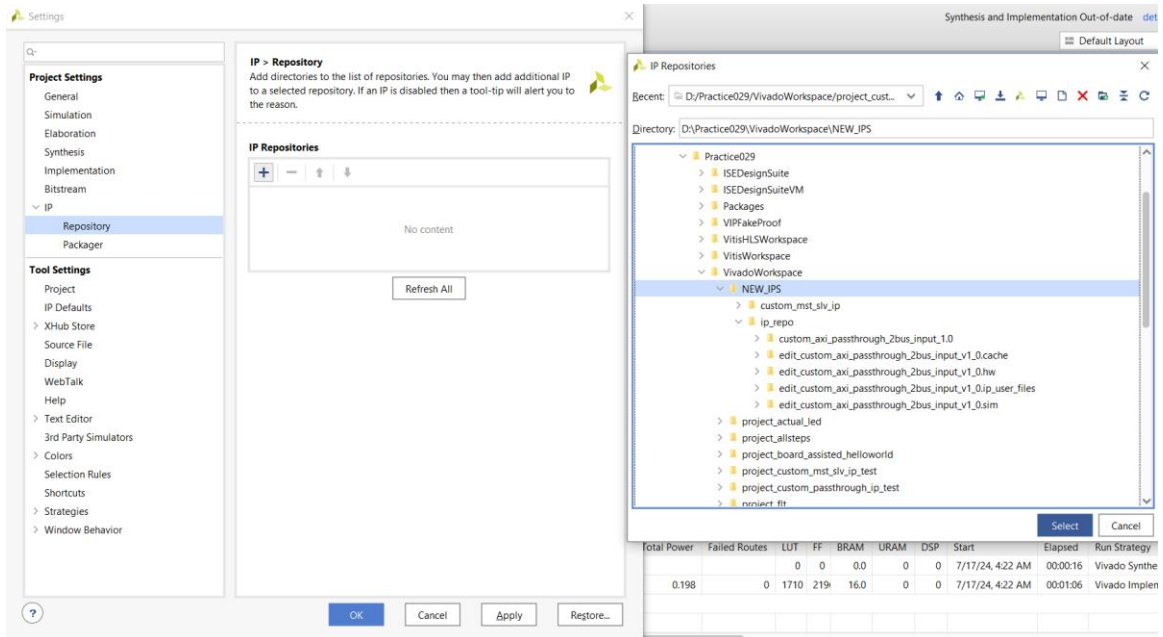 Settings
Q-
Project Settings
General
Simulation
Elaboration
Synthesis
Implementation
Bitstream
IP
Repository
Packager
Tool Settings
Project
IP Defaults
XHub Store
Source File
Display
WebTalk
Help
Text Editor
3rd Party Simulators
Colors
Selection Rules
Shortcuts
Strategies
Window Behavior
IP > Repository
Add directories to the list of repositories. You may then add additional IP
to a selected repository. If an IP is disabled then a tool-tip will alert you to
the reason.
IP Repositories
No content
Refresh All
?
OK
Cancel
Apply
Restore...
Synthesis and Implementation Out-of-date det
Default Layout
IP Repositories
Recent: D:/Practice029/VivadoWorkspace/project_cust...
Directory: D:\Practice029\VivadoWorkspace\NEW_IPS
Practice029
ISEDesignSuite
ISEDesignSuiteVM
Packages
VIPFakeProof
VitisHLSWorkspace
VitisWorkspace
VivadoWorkspace
NEW_IPS
custom_mst_slv_ip
ip_repo
custom_axi_passthrough_2bus_input_1.0
edit_custom_axi_passthrough_2bus_input_v1_0.cache
edit_custom_axi_passthrough_2bus_input_v1_0.hw
edit_custom_axi_passthrough_2bus_input_v1_0.ip_user_files
edit_custom_axi_passthrough_2bus_input_v1_0.sim
project_actual_led
project_allsteps
project_board_assisted_helloworld
project_custom_mst_slv_ip_test
project_custom_passthrough_ip_test
project_flt
Select
Cancel
Total Power Failed Routes LUT FF BRAM URAM DSP Start Elapsed Run Strategy
0 0 0.0 0 0 7/17/24, 4:22 AM 00:00:16 Vivado Synthe
0.198 0 1710 219 16.0 0 0 7/17/24, 4:22 AM 00:01:06 Vivado Implen